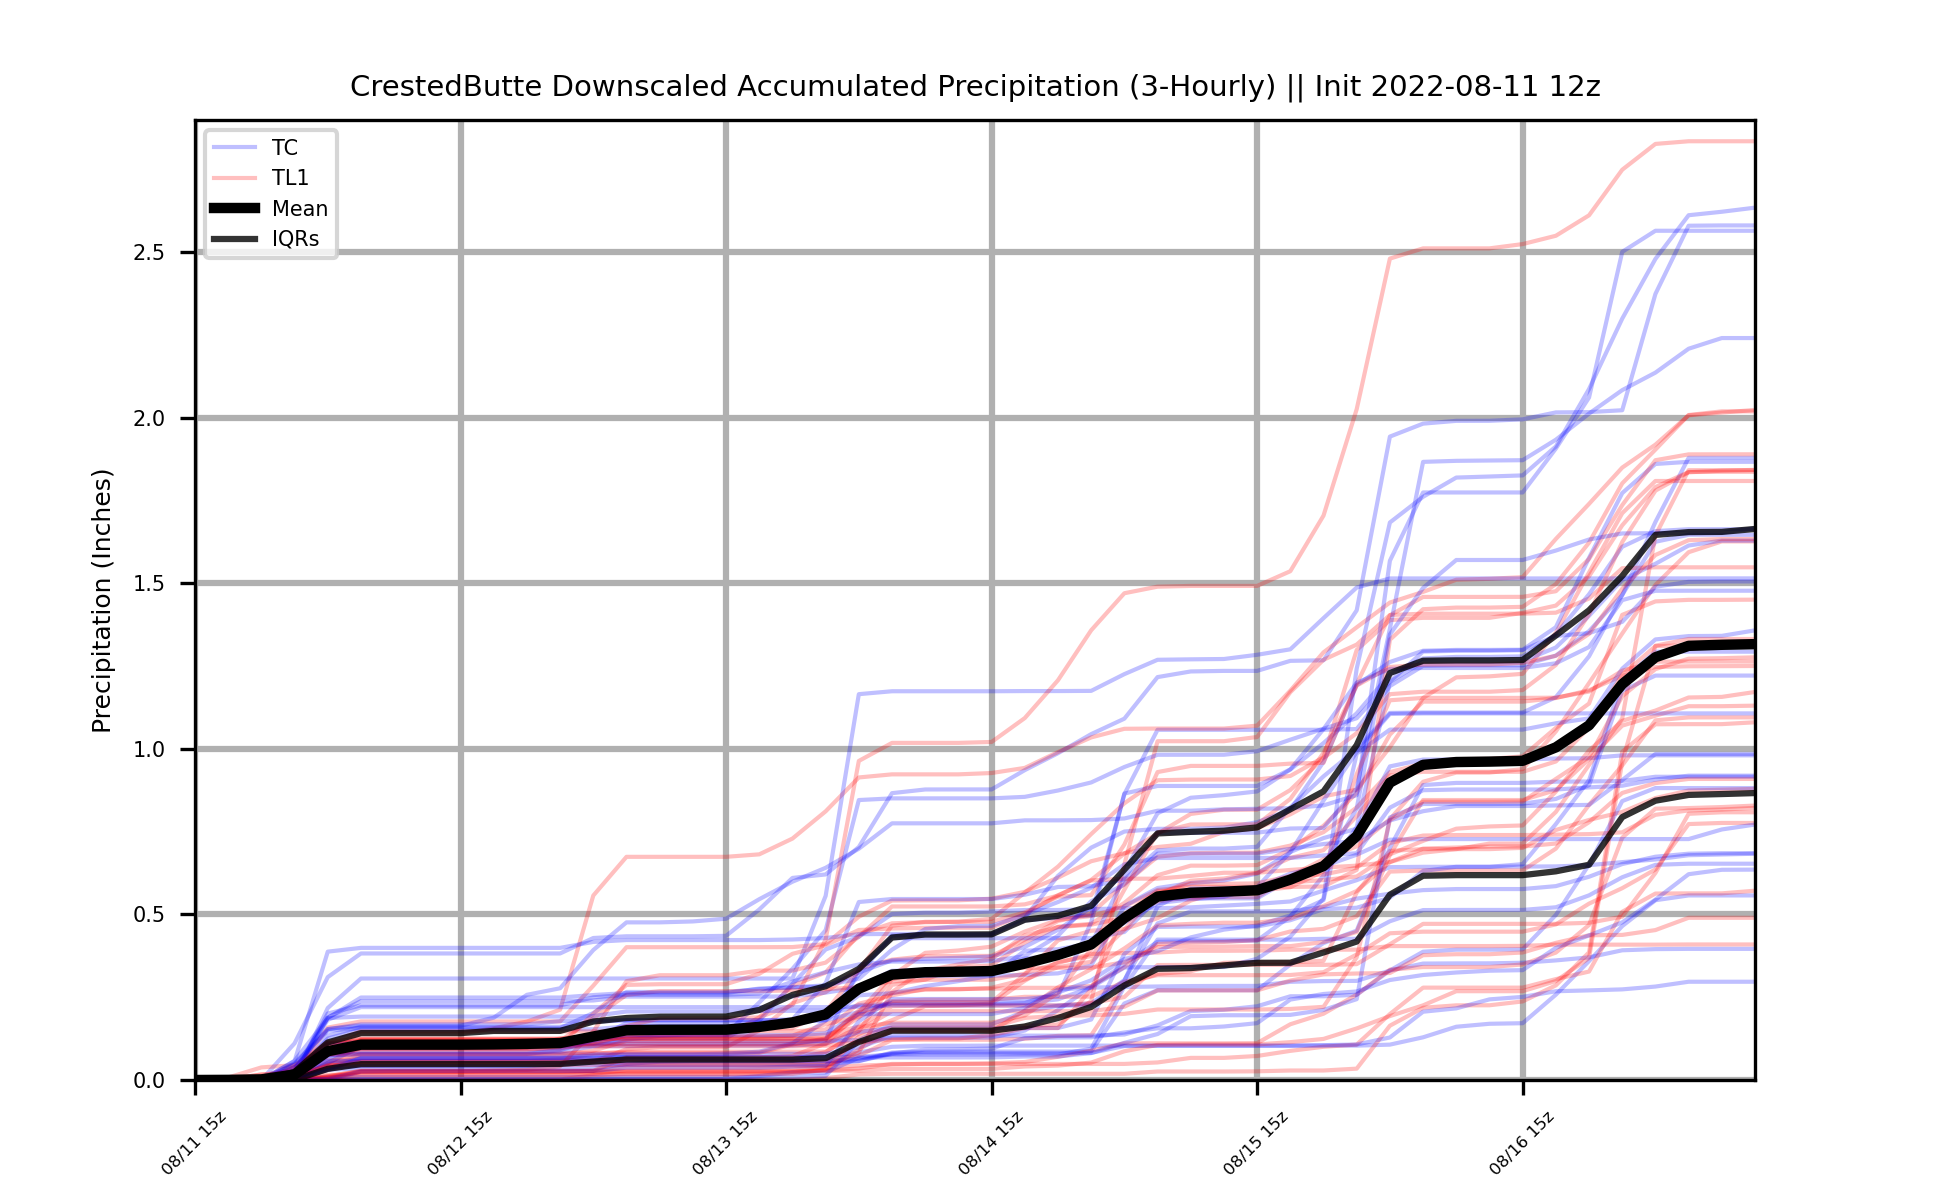 CrestedButte Downscaled Accumulated Precipitation (3-Hourly) || Init 2022-08-11 12z
TC
TL1
Mean
IQRs
Precipitation (Inches)
2.5
2.0
1.5
1.0
0.5
0.0
08/11 15z
08/12 15z
08/13 15z
08/14 15z
08/15 15z
08/16 15z